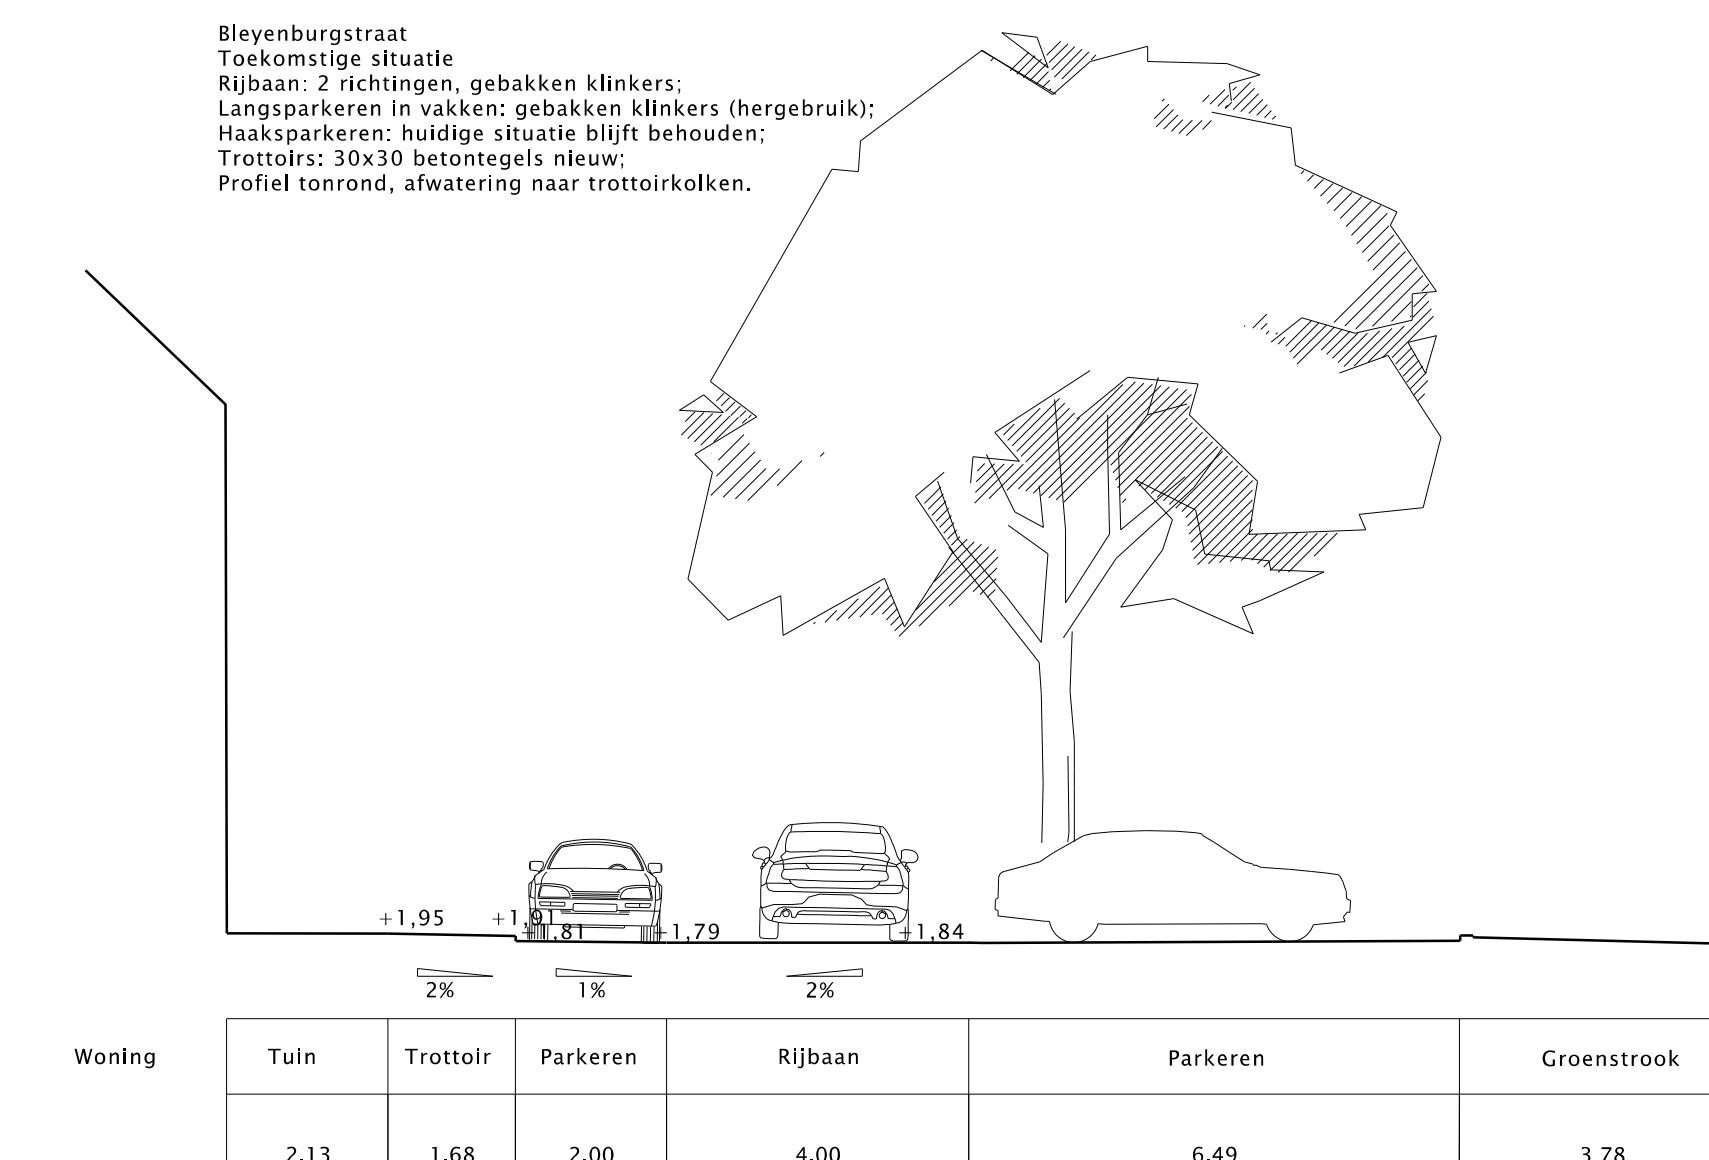 Bleyenburgstraat
Toekomstige situatie
Rijbaan: 2 richtingen, gebakken klinkers;
Langsparkeren in vakken: gebakken klinkers (hergebruik);
Haaksparkeren: huidige situatie blijft behouden;
Trottoirs: 30x30 betontegels nieuw;
Profiel tonrond, afwatering naar trottoirkolken.
+1,95 +1,91
+1,81 +1,79 +1,84
2% 1% 2%
Woning Tuin Trottoir Parkeren Rijbaan Parkeren Groenstrook
2.13 1.68 2.00 4.00 6.49 3.78